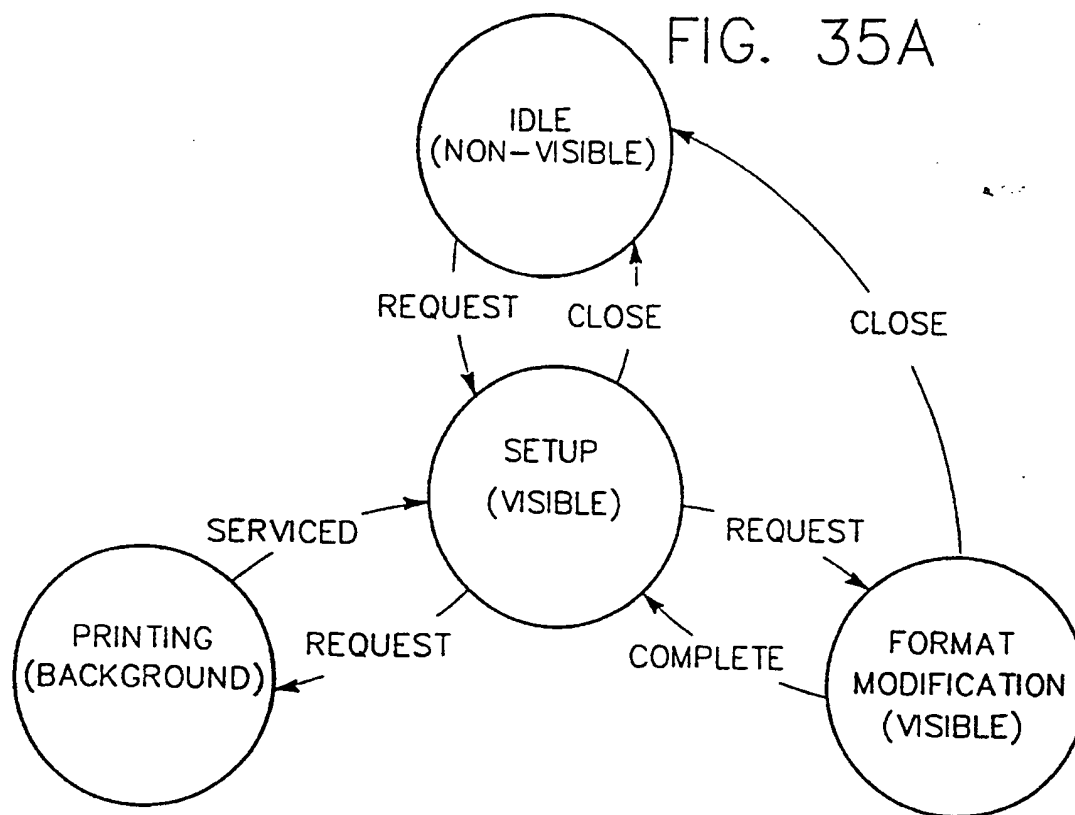 FIG. 35A
IDLE
(NON-VISIBLE)
REQUEST
CLOSE
CLOSE
SETUP
(VISIBLE)
SERVICED
REQUEST
PRINTING
(BACKGROUND)
REQUEST
COMPLETE
FORMAT
MODIFICATION
(VISIBLE)